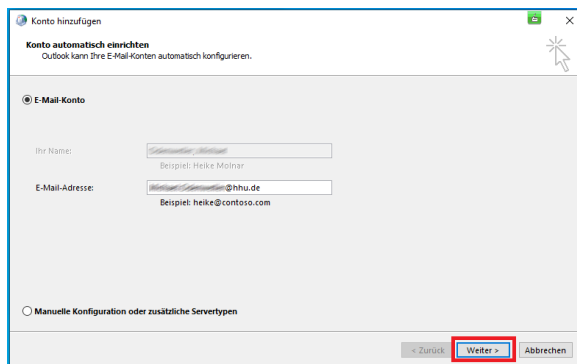 Konto hinzufügen
Konto automatisch einrichten
Outlook kann Ihre E-Mail-Konten automatisch konfigurieren.
E-Mail-Konto
Ihr Name:
Beispiel: Heike Molnar
E-Mail-Adresse: @hhu.de
Beispiel: heike@contoso.com
Manuelle Konfiguration oder zusätzliche Servertypen
< Zurück Weiter > Abbrechen